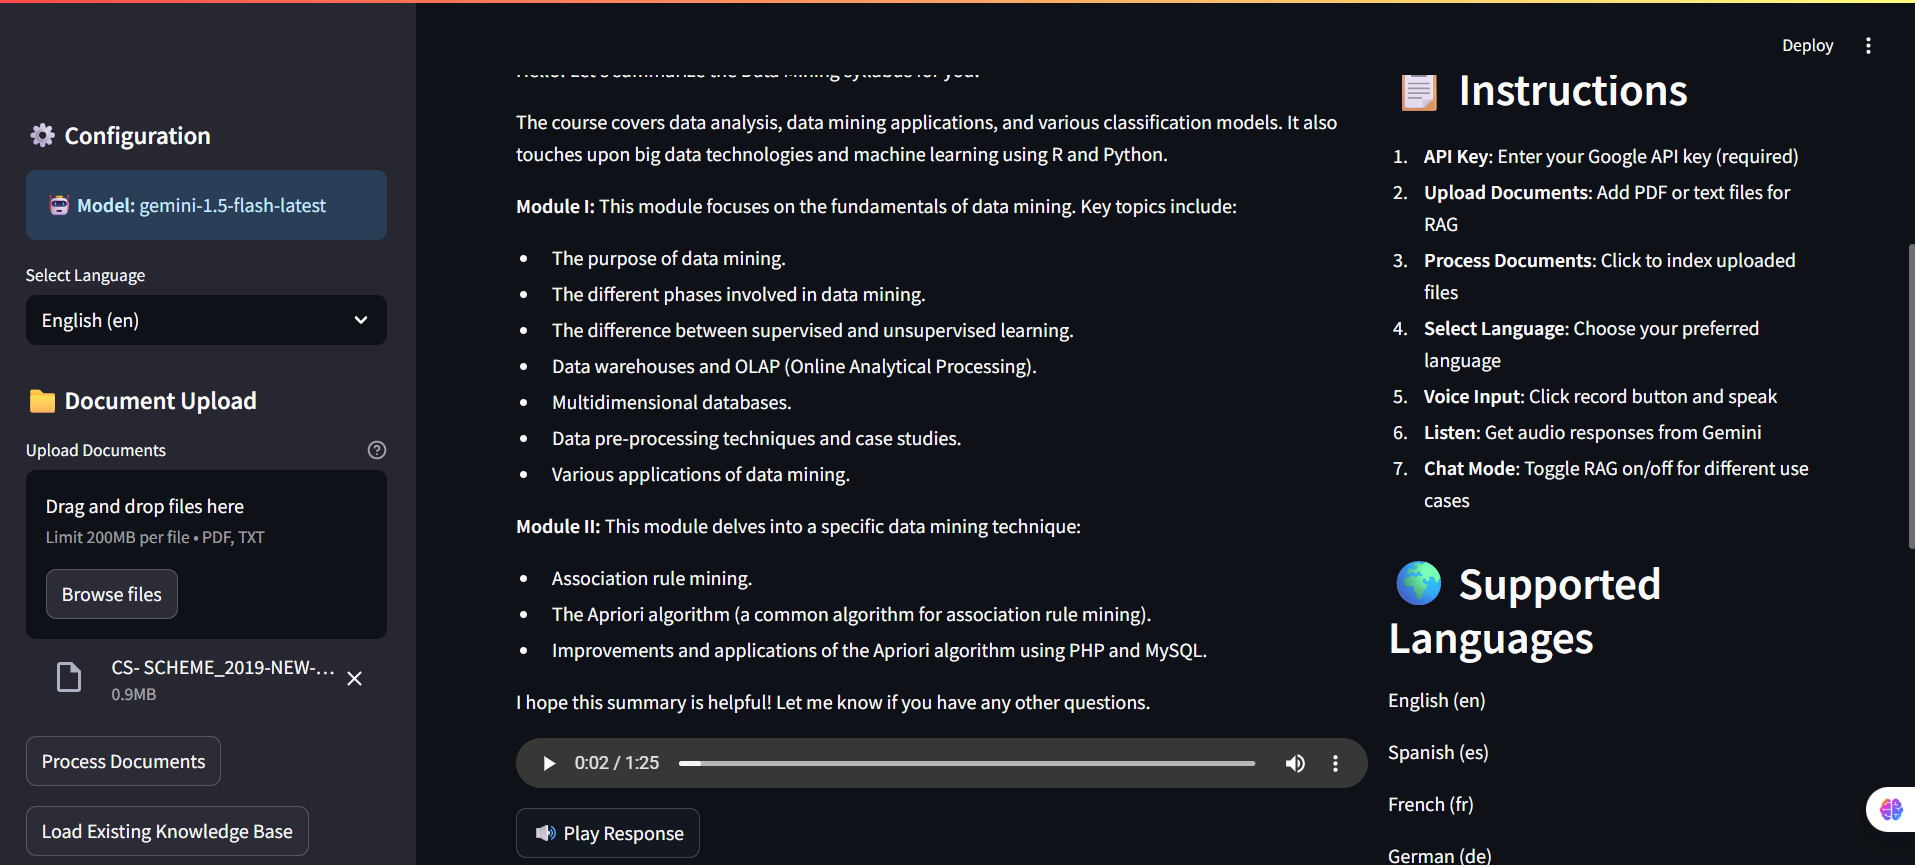 Deploy
Configuration
Model: gemini-1.5-flash-latest
Select Language
English (en)
Document Upload
Upload Documents
Drag and drop files here
Limit 200MB per file • PDF, TXT
Browse files
CS- SCHEME_2019-NEW-...
0.9MB
Process Documents
Load Existing Knowledge Base
Hello! Let's summarize the Data Mining syllabus for you.
The course covers data analysis, data mining applications, and various classification models. It also
touches upon big data technologies and machine learning using R and Python.
Module I: This module focuses on the fundamentals of data mining. Key topics include:
• The purpose of data mining.
• The different phases involved in data mining.
• The difference between supervised and unsupervised learning.
• Data warehouses and OLAP (Online Analytical Processing).
• Multidimensional databases.
• Data pre-processing techniques and case studies.
• Various applications of data mining.
Module II: This module delves into a specific data mining technique:
• Association rule mining.
• The Apriori algorithm (a common algorithm for association rule mining).
• Improvements and applications of the Apriori algorithm using PHP and MySQL.
I hope this summary is helpful! Let me know if you have any other questions.
0:02 / 1:25
Play Response
Instructions
1. API Key: Enter your Google API key (required)
2. Upload Documents: Add PDF or text files for
RAG
3. Process Documents: Click to index uploaded
files
4. Select Language: Choose your preferred
language
5. Voice Input: Click record button and speak
6. Listen: Get audio responses from Gemini
7. Chat Mode: Toggle RAG on/off for different use
cases
Supported
Languages
English (en)
Spanish (es)
French (fr)
German (de)